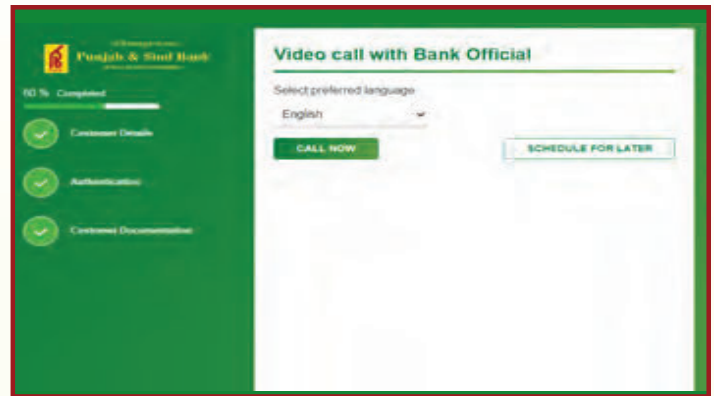 Punjab & Sind Bank
60 % Completed
Customer Details
Authentication
Customer Documentation
Video call with Bank Official
Select preferred language
English
CALL NOW
SCHEDULE FOR LATER